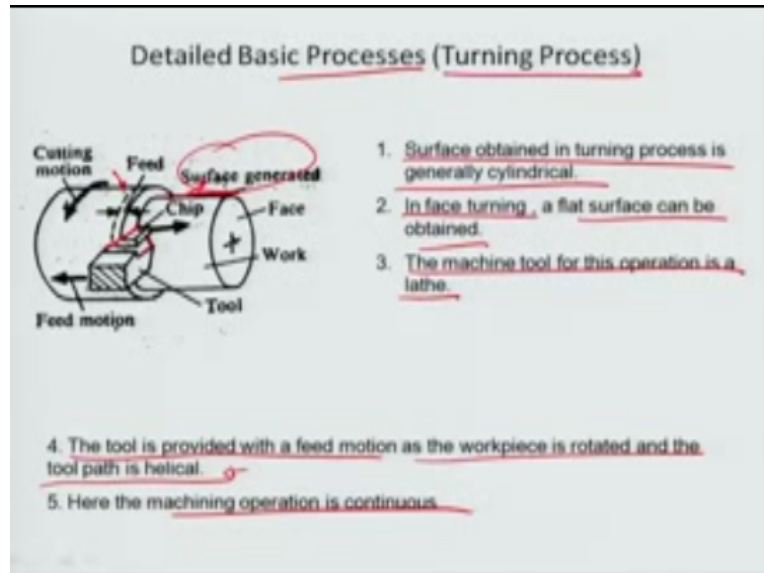 Detailed Basic Processes (Turning Process)
Cutting
motion
Feed
Surface generated
Chip
Face
Work
Tool
Feed motion
1. Surface obtained in turning process is
generally cylindrical.
2. In face turning , a flat surface can be
obtained.
3. The machine tool for this operation is a
lathe.
4. The tool is provided with a feed motion as the workpiece is rotated and the
tool path is helical.
5. Here the machining operation is continuous